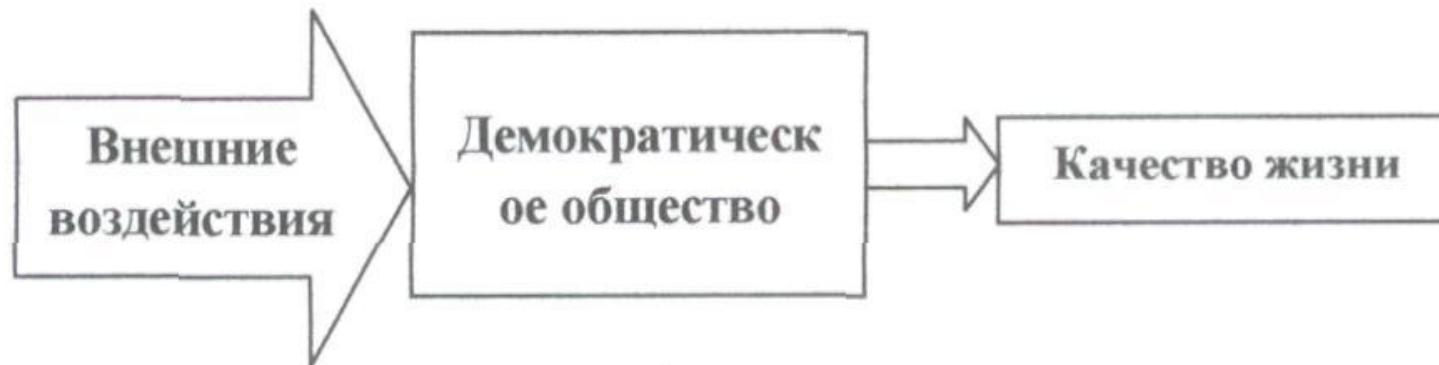 Внешние
воздействия
Демократическ
ое общество
Качество жизни